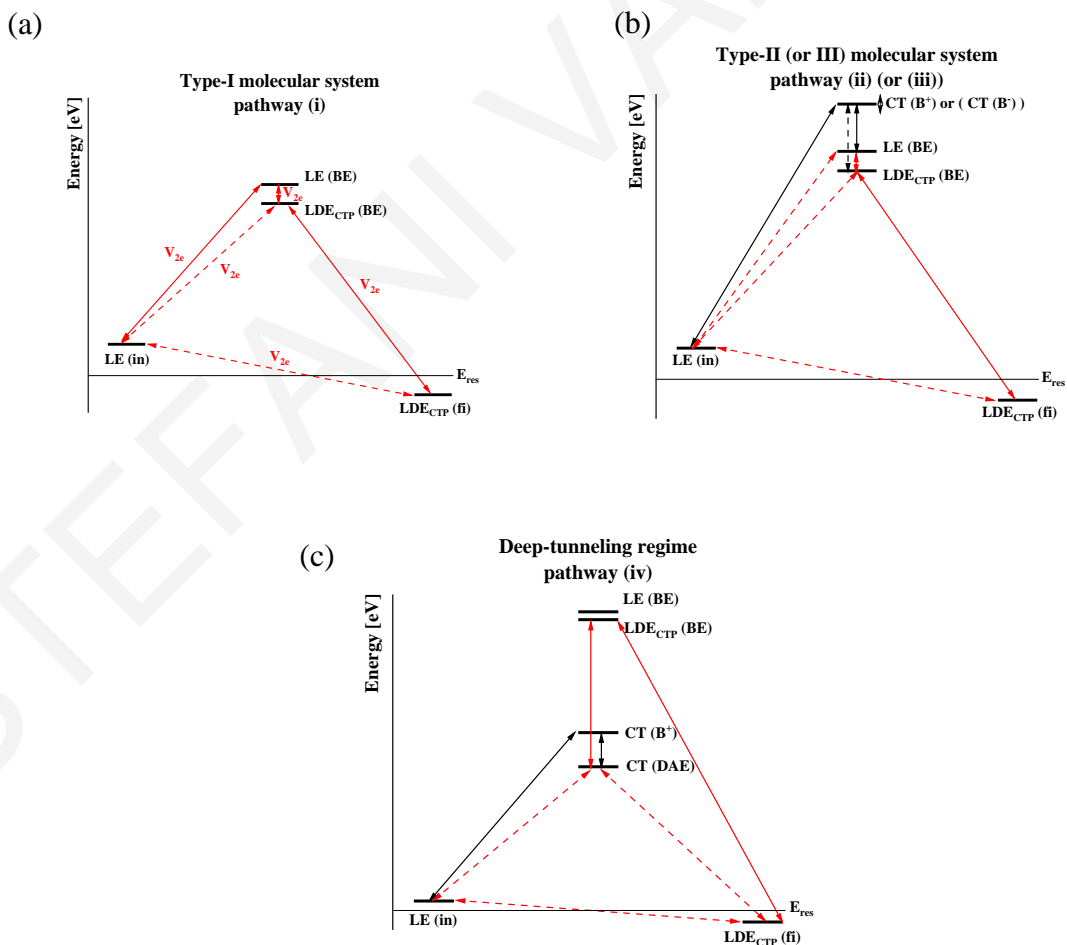 (a)
Type-I molecular system
pathway (i)
Energy [eV]
LE (BE)
V2e
LDECTP (BE)
V2e
V2e
V2e
LE (in)
V2e
Eres
LDECTP (fi)
(b)
Type-II (or III) molecular system
pathway (ii) (or (iii))
Energy [eV]
CT (B+) or ( CT (B-) )
LE (BE)
LDECTP (BE)
LE (in)
Eres
LDECTP (fi)
(c)
Deep-tunneling regime
pathway (iv)
Energy [eV]
LE (BE)
LDECTP (BE)
CT (B+)
CT (DAE)
LE (in)
Eres
LDECTP (fi)
STEFANI VA